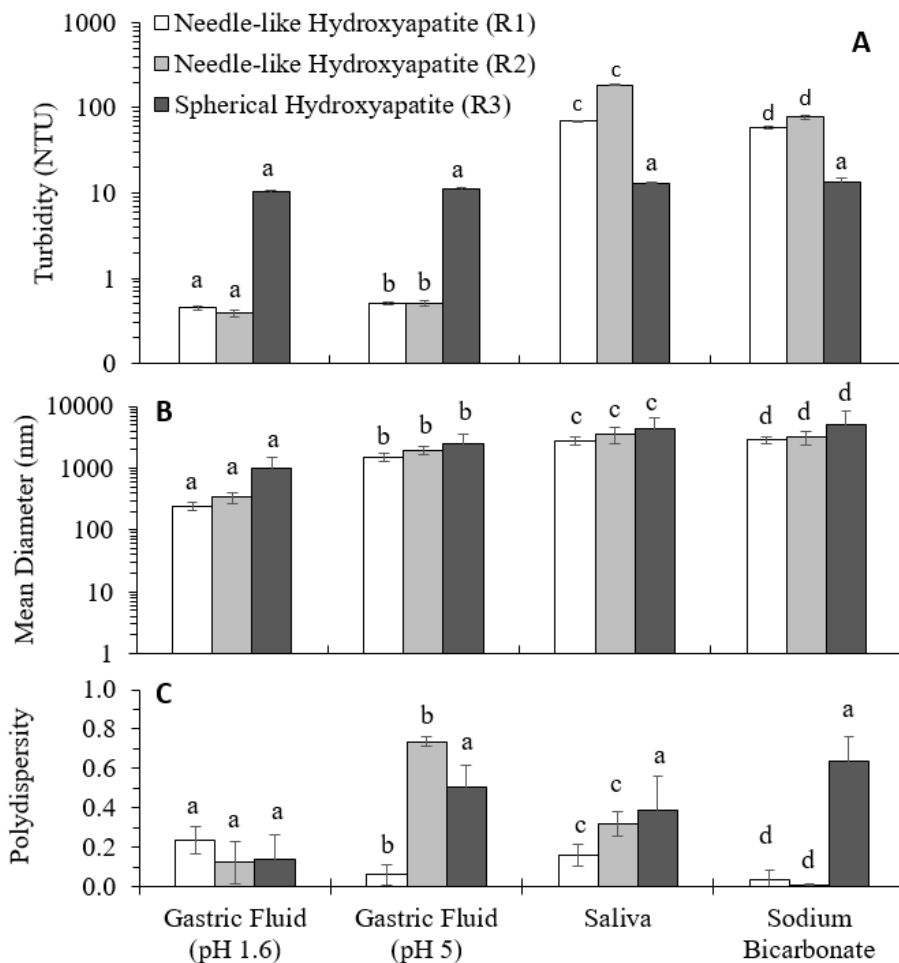 1000
100
10
1
0
Turbidity (NTU)
Needle-like Hydroxyapatite (R1)
Needle-like Hydroxyapatite (R2)
Spherical Hydroxyapatite (R3)
A
a
a
a
b
b
a
c
c
a
d
d
a
10000
1000
100
10
1
Mean Diameter (nm)
B
a
a
a
b
b
b
c
c
c
d
d
d
1.0
0.8
0.6
0.4
0.2
0.0
Polydispersity
C
a
a
a
b
b
a
c
c
a
d
d
a
Gastric Fluid
(pH 1.6)
Gastric Fluid
(pH 5)
Saliva
Sodium
Bicarbonate